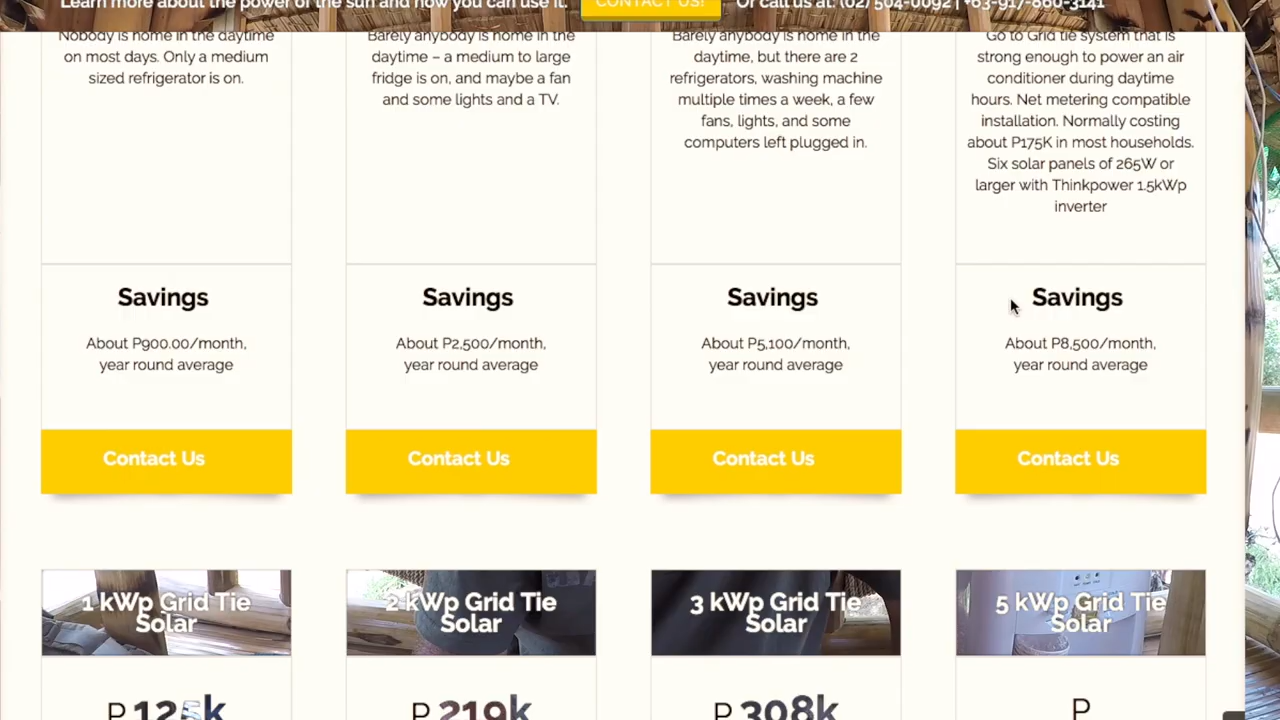 Learn more about the power of the sun and how you can use it.
CONTACT US!
Or call us at: (02) 504-0092 | +63-917-860-3141
Nobody is home in the daytime
on most days. Only a medium
sized refrigerator is on.
Barely anybody is home in the
daytime – a medium to large
fridge is on, and maybe a fan
and some lights and a TV.
Barely anybody is home in the
daytime, but there are 2
refrigerators, washing machine
multiple times a week, a few
fans, lights, and some
computers left plugged in.
Go to Grid tie system that is
strong enough to power an air
conditioner during daytime
hours. Net metering compatible
installation. Normally costing
about P175K in most households.
Six solar panels of 265W or
larger with Thinkpower 1.5kWp
inverter
Savings
About P900.00/month,
year round average
Savings
About P2,500/month,
year round average
Savings
About P5,100/month,
year round average
Savings
About P8,500/month,
year round average
Contact Us
Contact Us
Contact Us
Contact Us
1 kWp Grid Tie
Solar
2 kWp Grid Tie
Solar
3 kWp Grid Tie
Solar
5 kWp Grid Tie
Solar
P 125k
P 219k
P 308k
P